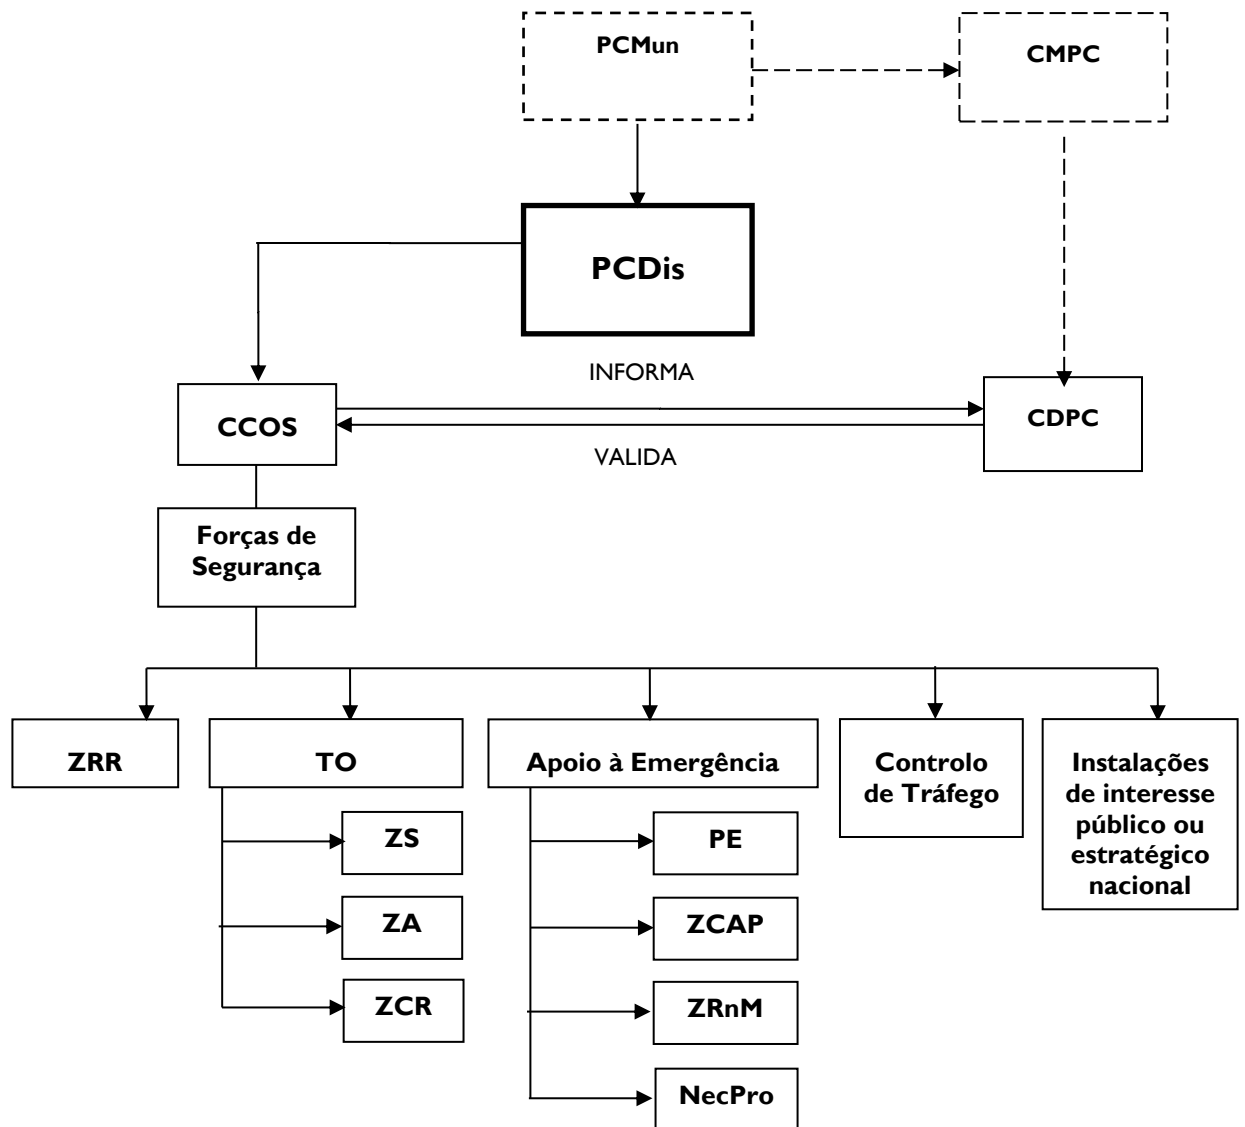 PCMun
CMPC
PCDis
INFORMA
CCOS
CDPC
VALIDA
Forças de
Segurança
ZRR
TO
Apoio à Emergência
Controlo
de Tráfego
Instalações
de interesse
público ou
estratégico
nacional
ZS
PE
ZA
ZCAP
ZCR
ZRnM
NecPro